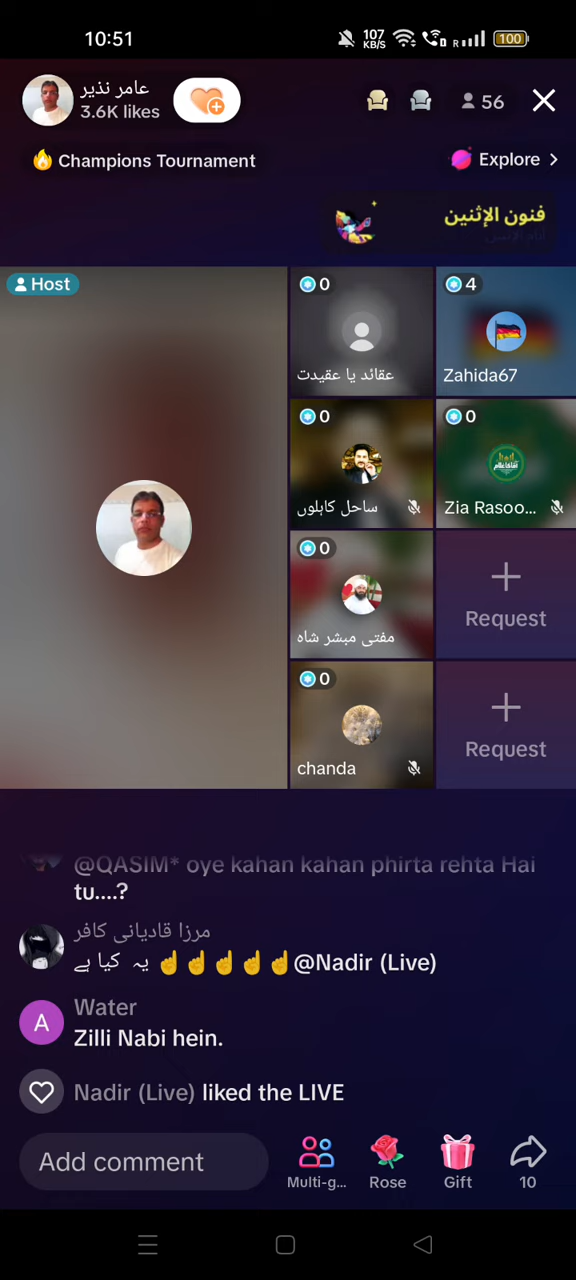 10:51
107
KB/S
R
100
عامر نذیر
3.6K likes
56
Champions Tournament
Explore
فنون الإثنين
Host
0
عقائد یا عقیدت
4
Zahida67
0
ساحل کاہلوں
0
Zia Rasoo...
0
مفتی مبشر شاہ
Request
0
chanda
Request
@QASIM* oye kahan kahan phirta rehta Hai
tu....?
مرزا قادیانی کافر
یہ کیا ہے ☝️☝️☝️☝️☝️@Nadir (Live)
A
Water
Zilli Nabi hein.
Nadir (Live) liked the LIVE
Add comment
Multi-g...
Rose
Gift
10